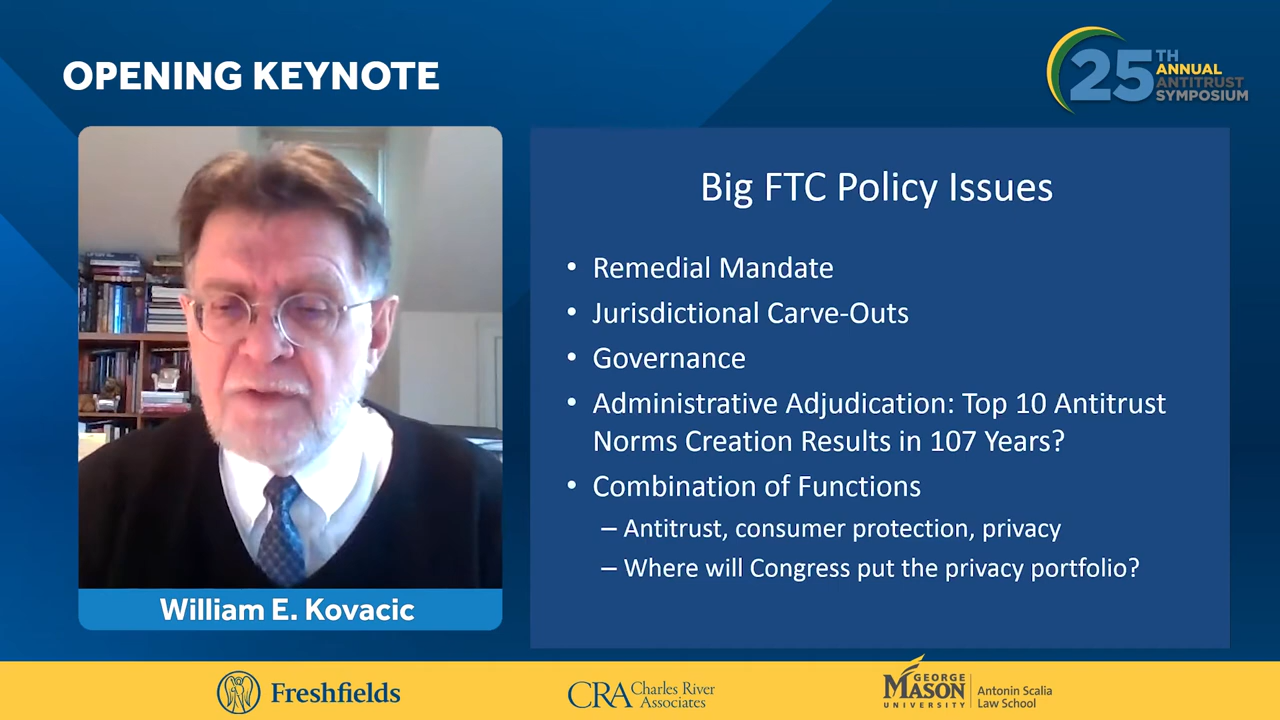 OPENING KEYNOTE
25TH
ANNUAL
ANTITRUST
SYMPOSIUM
Big FTC Policy Issues
• Remedial Mandate
• Jurisdictional Carve-Outs
• Governance
• Administrative Adjudication: Top 10 Antitrust
Norms Creation Results in 107 Years?
• Combination of Functions
– Antitrust, consumer protection, privacy
– Where will Congress put the privacy portfolio?
William E. Kovacic
Freshfields
CRA Charles River
Associates
GEORGE
MASON
UNIVERSITY
Antonin Scalia
Law School